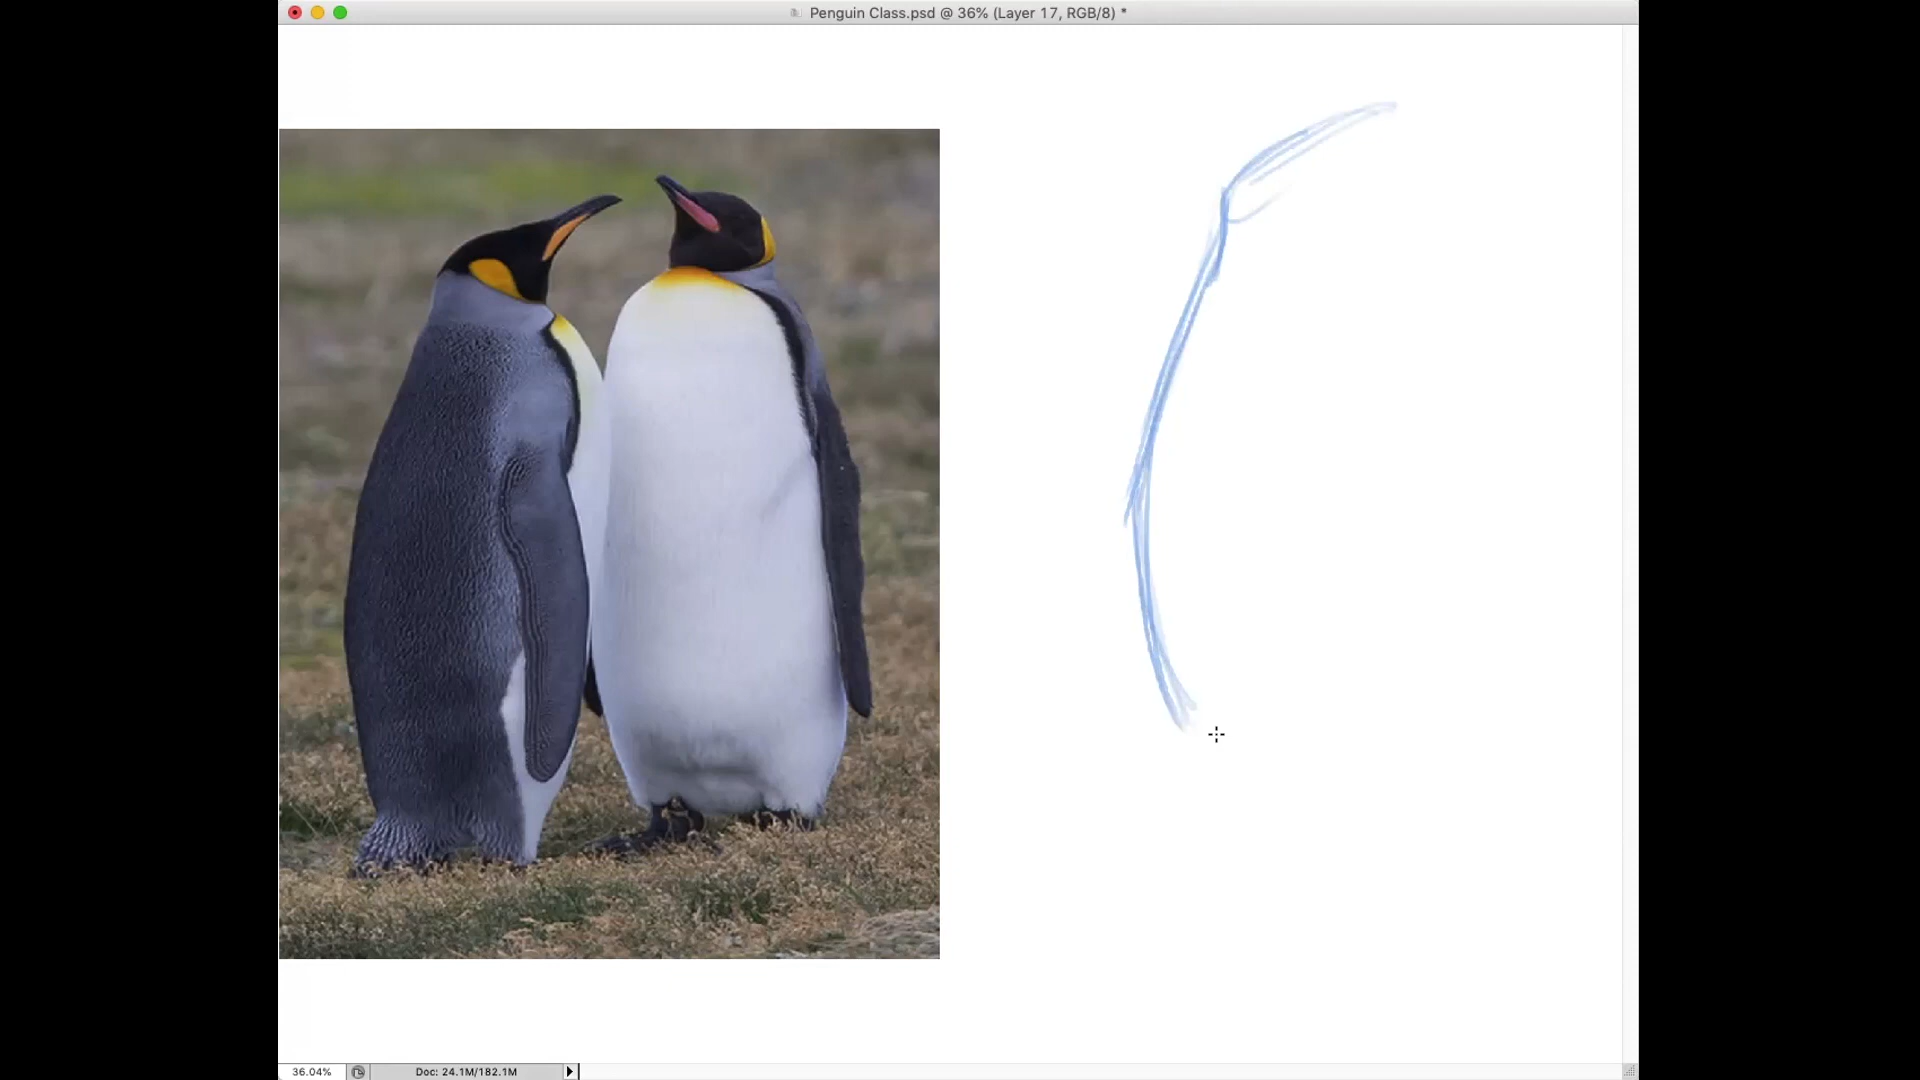 Penguin Class.psd @ 36% (Layer 17, RGB/8) *
36.04%
Doc: 24.1M/182.1M